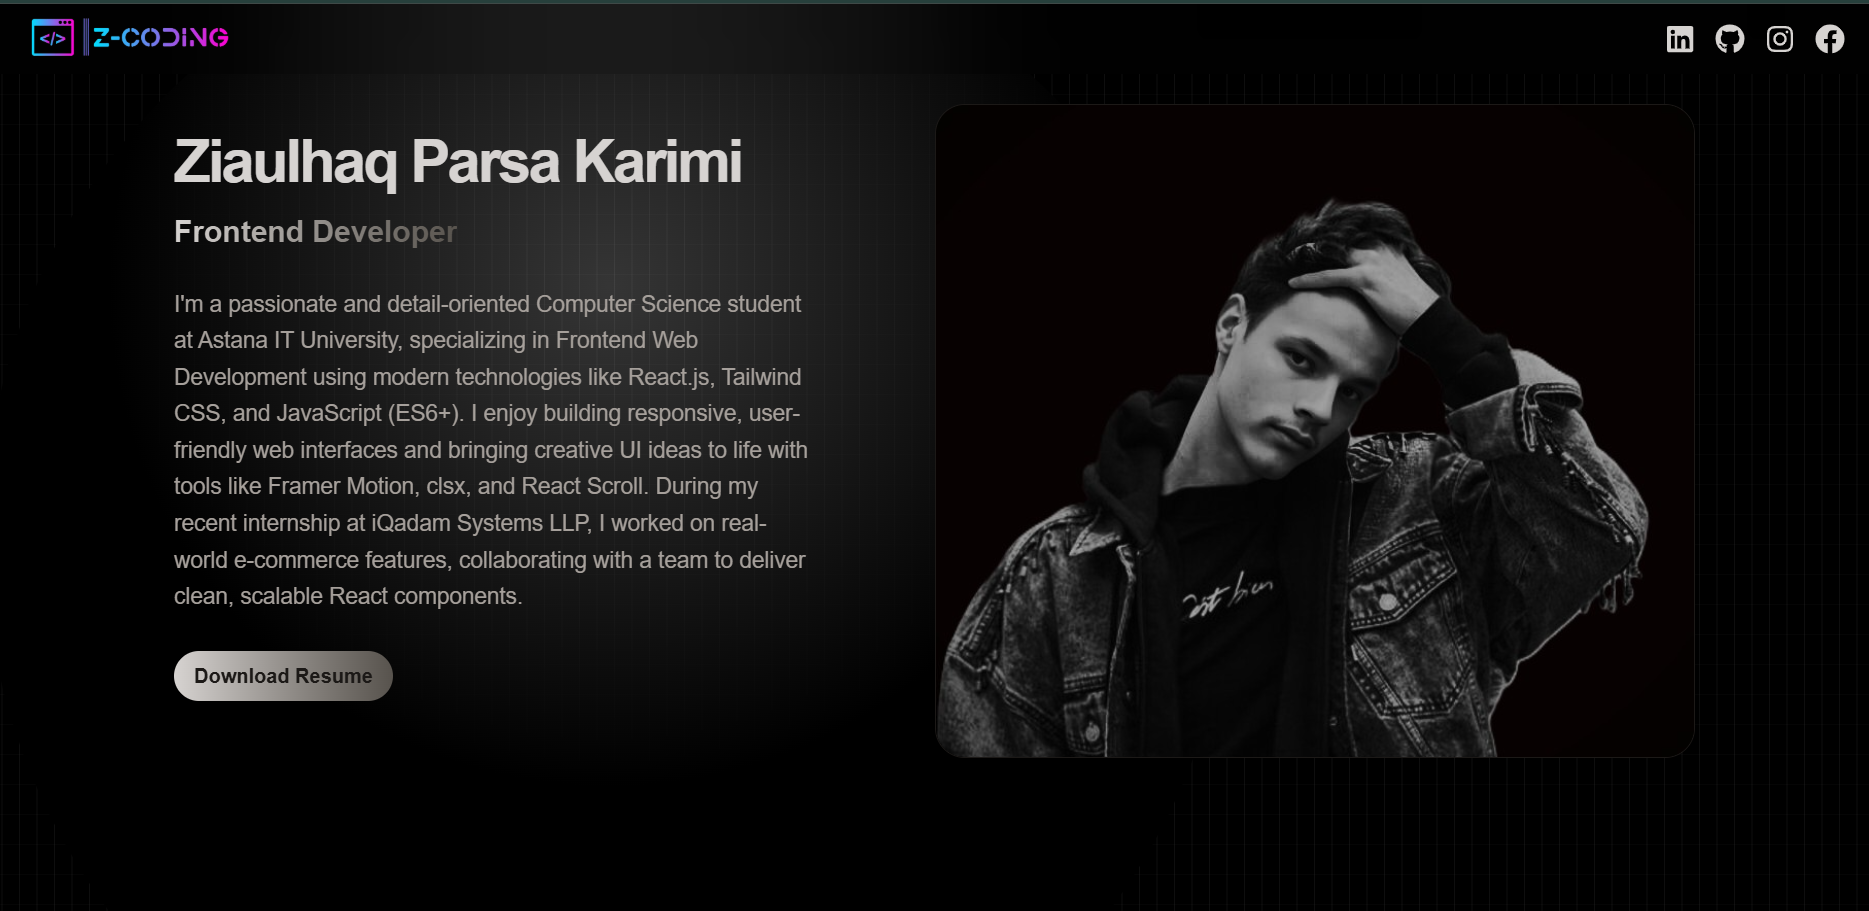 </> Z-CODING
Ziaulhaq Parsa Karimi
Frontend Developer
I'm a passionate and detail-oriented Computer Science student
at Astana IT University, specializing in Frontend Web
Development using modern technologies like React.js, Tailwind
CSS, and JavaScript (ES6+). I enjoy building responsive, user-
friendly web interfaces and bringing creative UI ideas to life with
tools like Framer Motion, clsx, and React Scroll. During my
recent internship at iQadam Systems LLP, I worked on real-
world e-commerce features, collaborating with a team to deliver
clean, scalable React components.
Download Resume
est bien